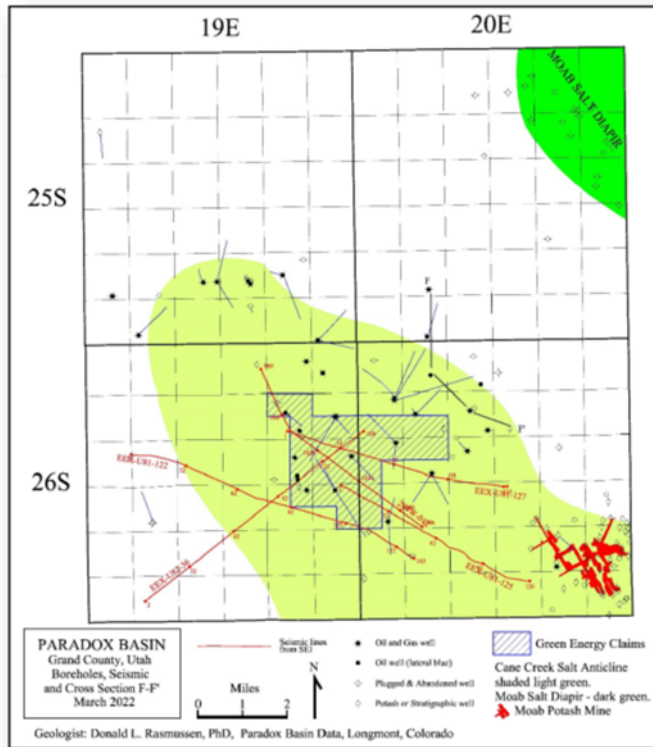 19E
20E
MOAB SALT DIAPIR
25S
F
F'
EEX-U81-122
26S
EEX-U81-127
EEX-U82-36
EEX-U81-125
PARADOX BASIN
Grand County, Utah
Boreholes, Seismic
and Cross Section F-F'
March 2022
Seismic lines
from SEI
0 1 2
Miles
N
Oil and Gas well
Oil well (lateral blue)
Plugged & Abandoned well
Potash or Stratigraphic well
Green Energy Claims
Cane Creek Salt Anticline
shaded light green.
Moab Salt Diapir - dark green.
Moab Potash Mine
Geologist: Donald L. Rasmussen, PhD, Paradox Basin Data, Longmont, Colorado